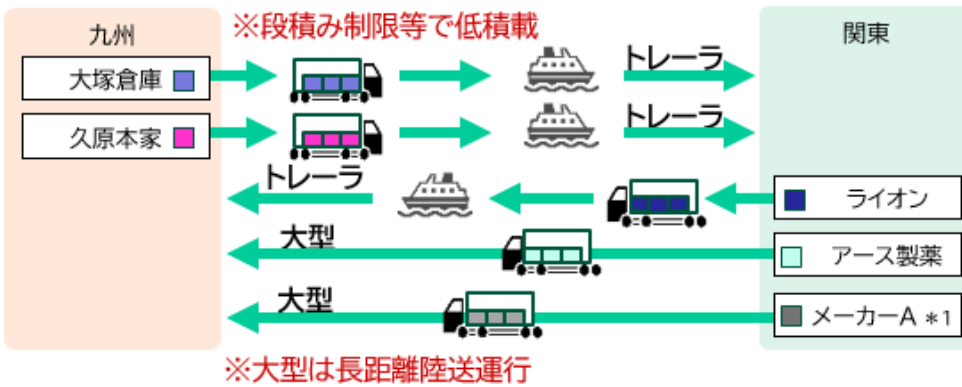 九州
※段積み制限等で低積載
関東
大塚倉庫
トレーラ
久原本家
トレーラ
トレーラ
ライオン
大型
アース製薬
大型
メーカーA *1
※大型は長距離陸送運行